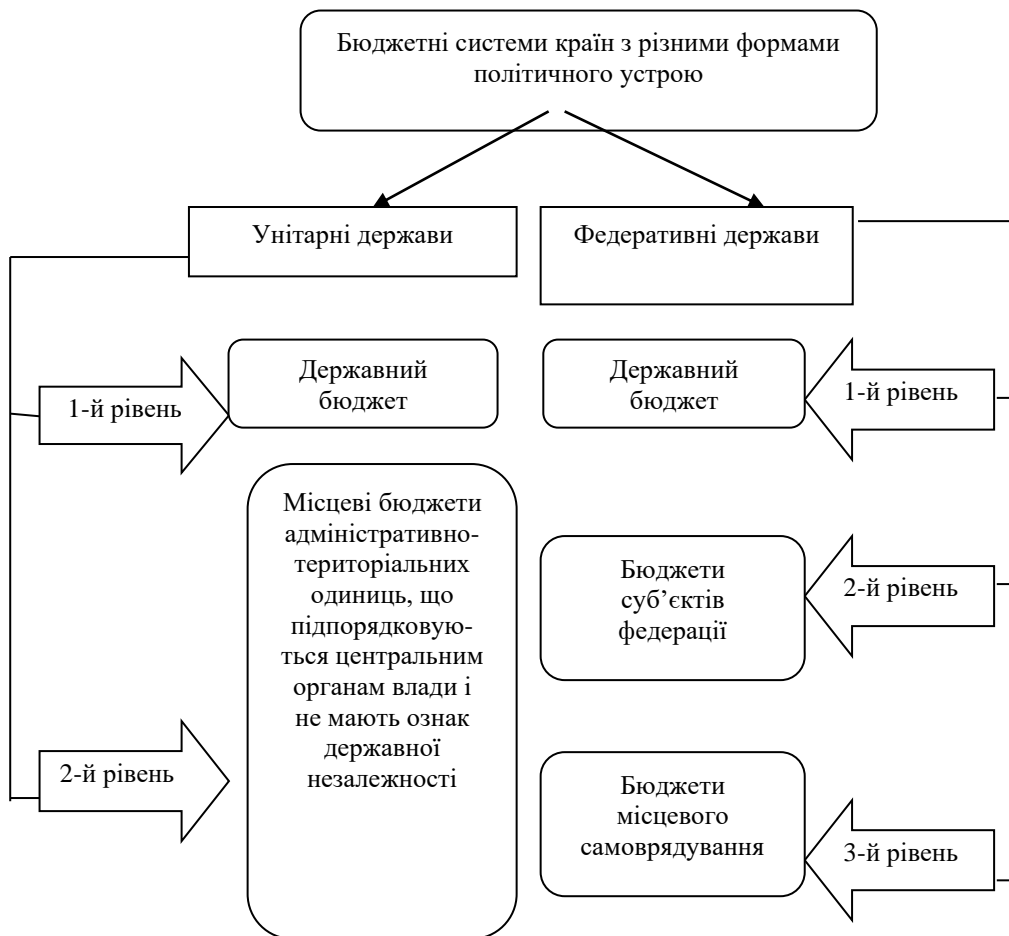 Бюджетні системи країн з різними формами
політичного устрою
Унітарні держави
Федеративні держави
1-й рівень
Державний
бюджет
Державний
бюджет
1-й рівень
Місцеві бюджети
адміністративно-
територіальних
одиниць, що
підпорядковую-
ться центральним
органам влади і
не мають ознак
державної
незалежності
2-й рівень
Бюджети
суб’єктів
федерації
2-й рівень
Бюджети
місцевого
самоврядування
3-й рівень